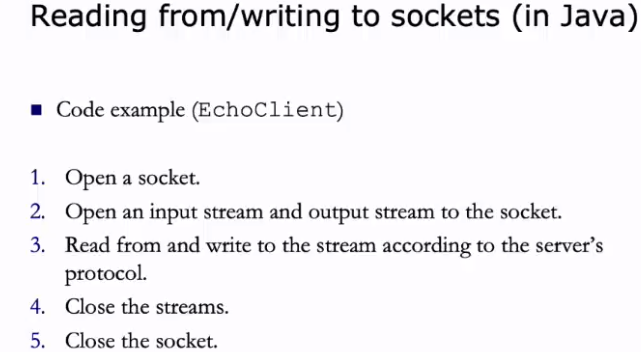 Reading from/writing to sockets (in Java)
■ Code example (EchoClient)
1. Open a socket.
2. Open an input stream and output stream to the socket.
3. Read from and write to the stream according to the server's
protocol.
4. Close the streams.
5. Close the socket.